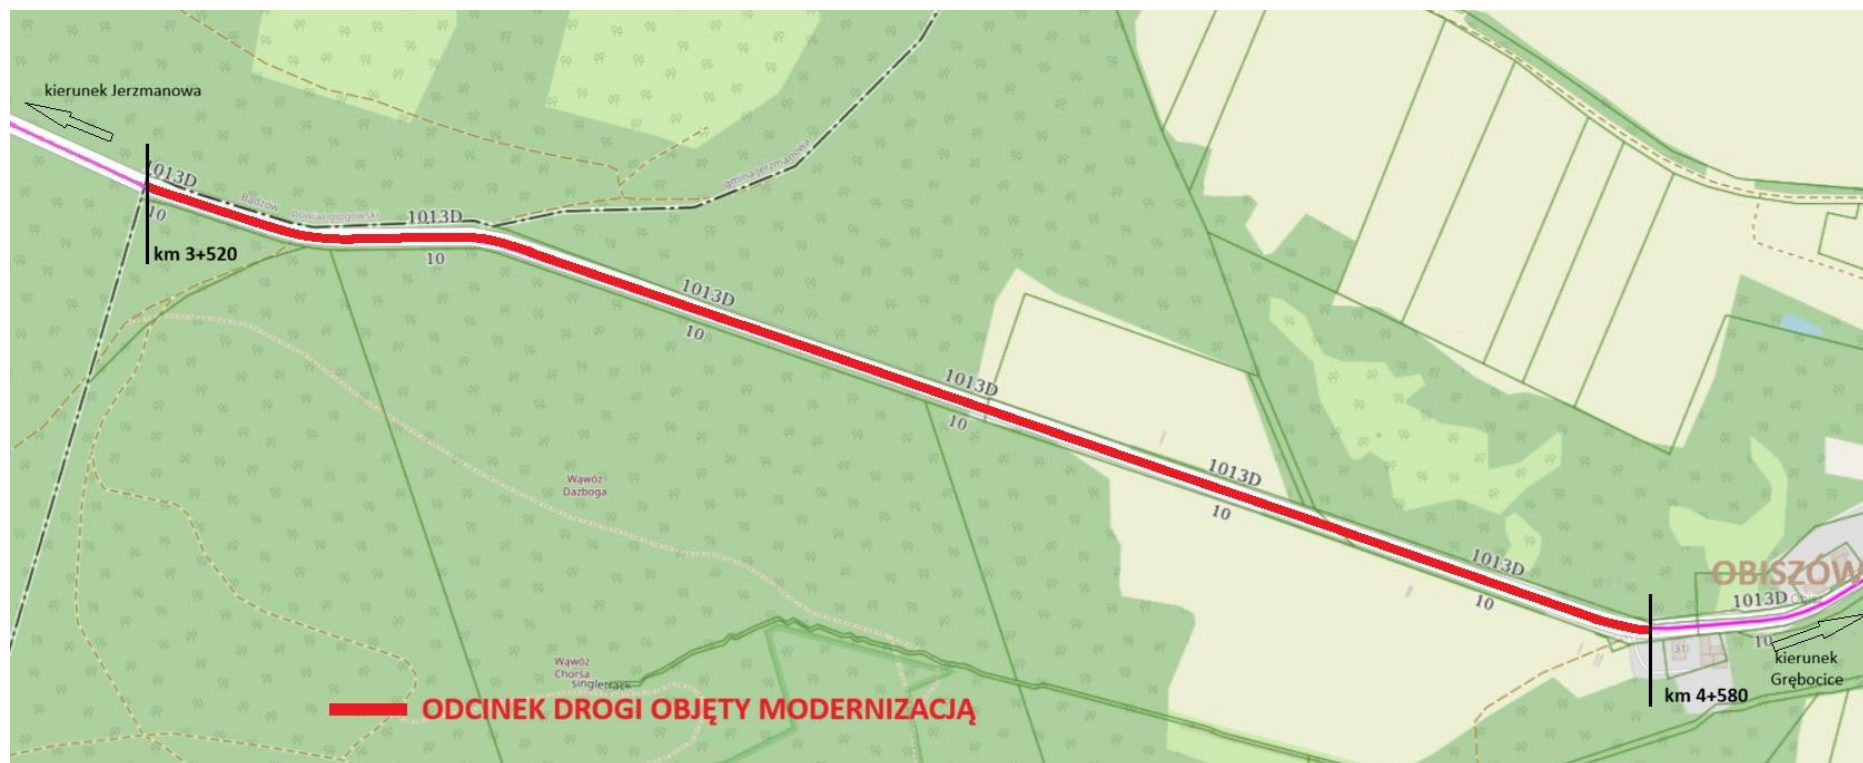 kierunek Jerzmanowa
1013D
10
km 3+520
Bądzów
powiat głogowski
1013D
10
gmina Jerzmanowa
1013D
10
1013D
10
1013D
10
1013D
10
Wąwóz
Dazboga
Wąwóz
Chorsa
singletrack
OBISZÓW
1013D
10
31
kierunek
Grębocice
km 4+580
ODCINEK DROGI OBJĘTY MODERNIZACJĄ